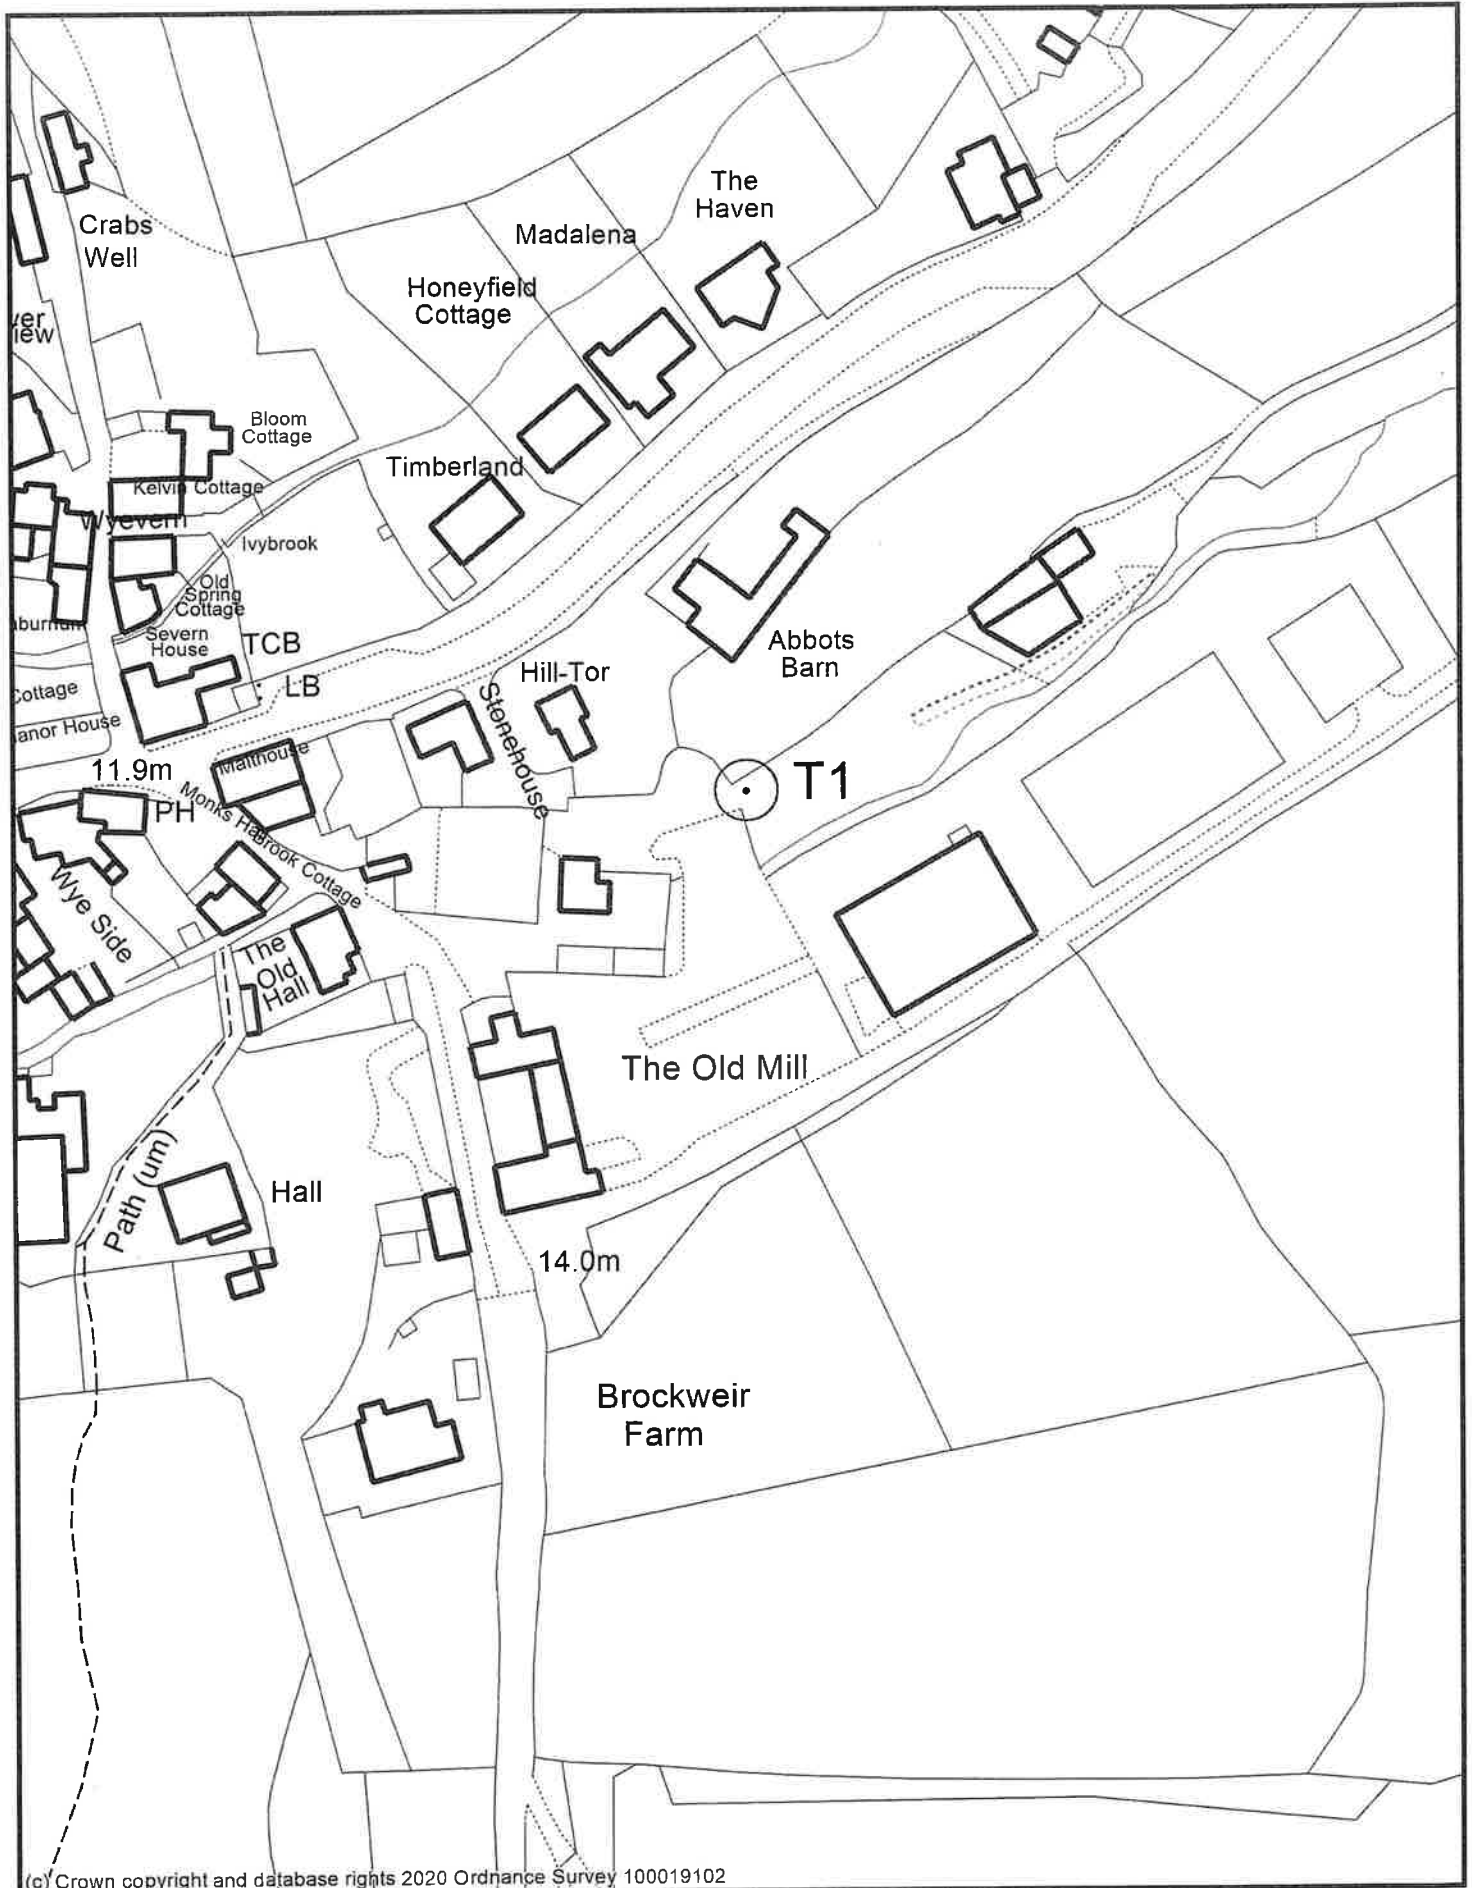 The
Haven
Crabs
Well
Madalena
Honeyfield
Cottage
iew
Bloom
Cottage
Timberland
Kelvin Cottage
Wyevern
Ivybrook
Old
Spring
Cottage
Severn
House
TCB
LB
Cottage
anor House
Abbots
Barn
Hill-Tor
Stonehouse
Malthouse
11.9m
PH
T1
Brook Cottage
Wye Side
The
Old
Hall
The Old Mill
Path (um)
Hall
14.0m
Brockweir
Farm
(c) Crown copyright and database rights 2020 Ordnance Survey 100019102